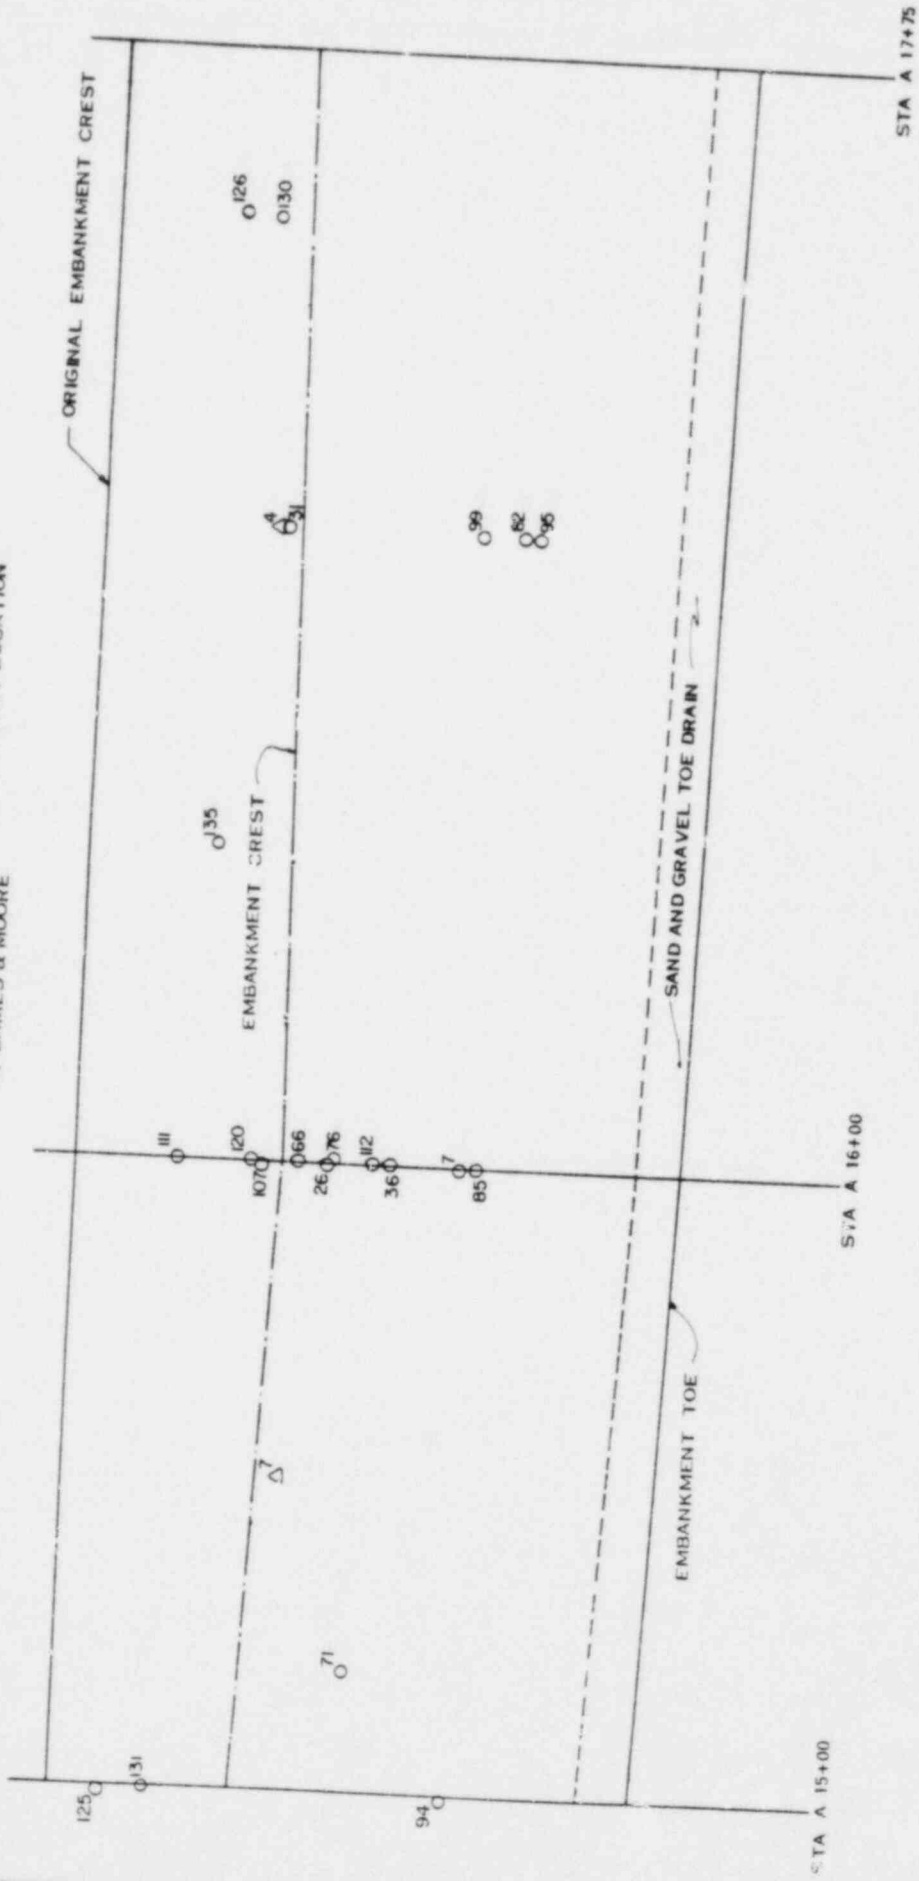 MOORE
LOCATION
ORIGINAL EMBANKMENT CREST
126
130
4
31
99
82
95
135
EMBANKMENT CREST
SAND AND GRAVEL TOE DRAIN
111
120
107
66
26
76
112
36
7
85
7
71
EMBANKMENT TOE
125
131
94
STA A 15+00
STA A 16+00
STA A 17+75